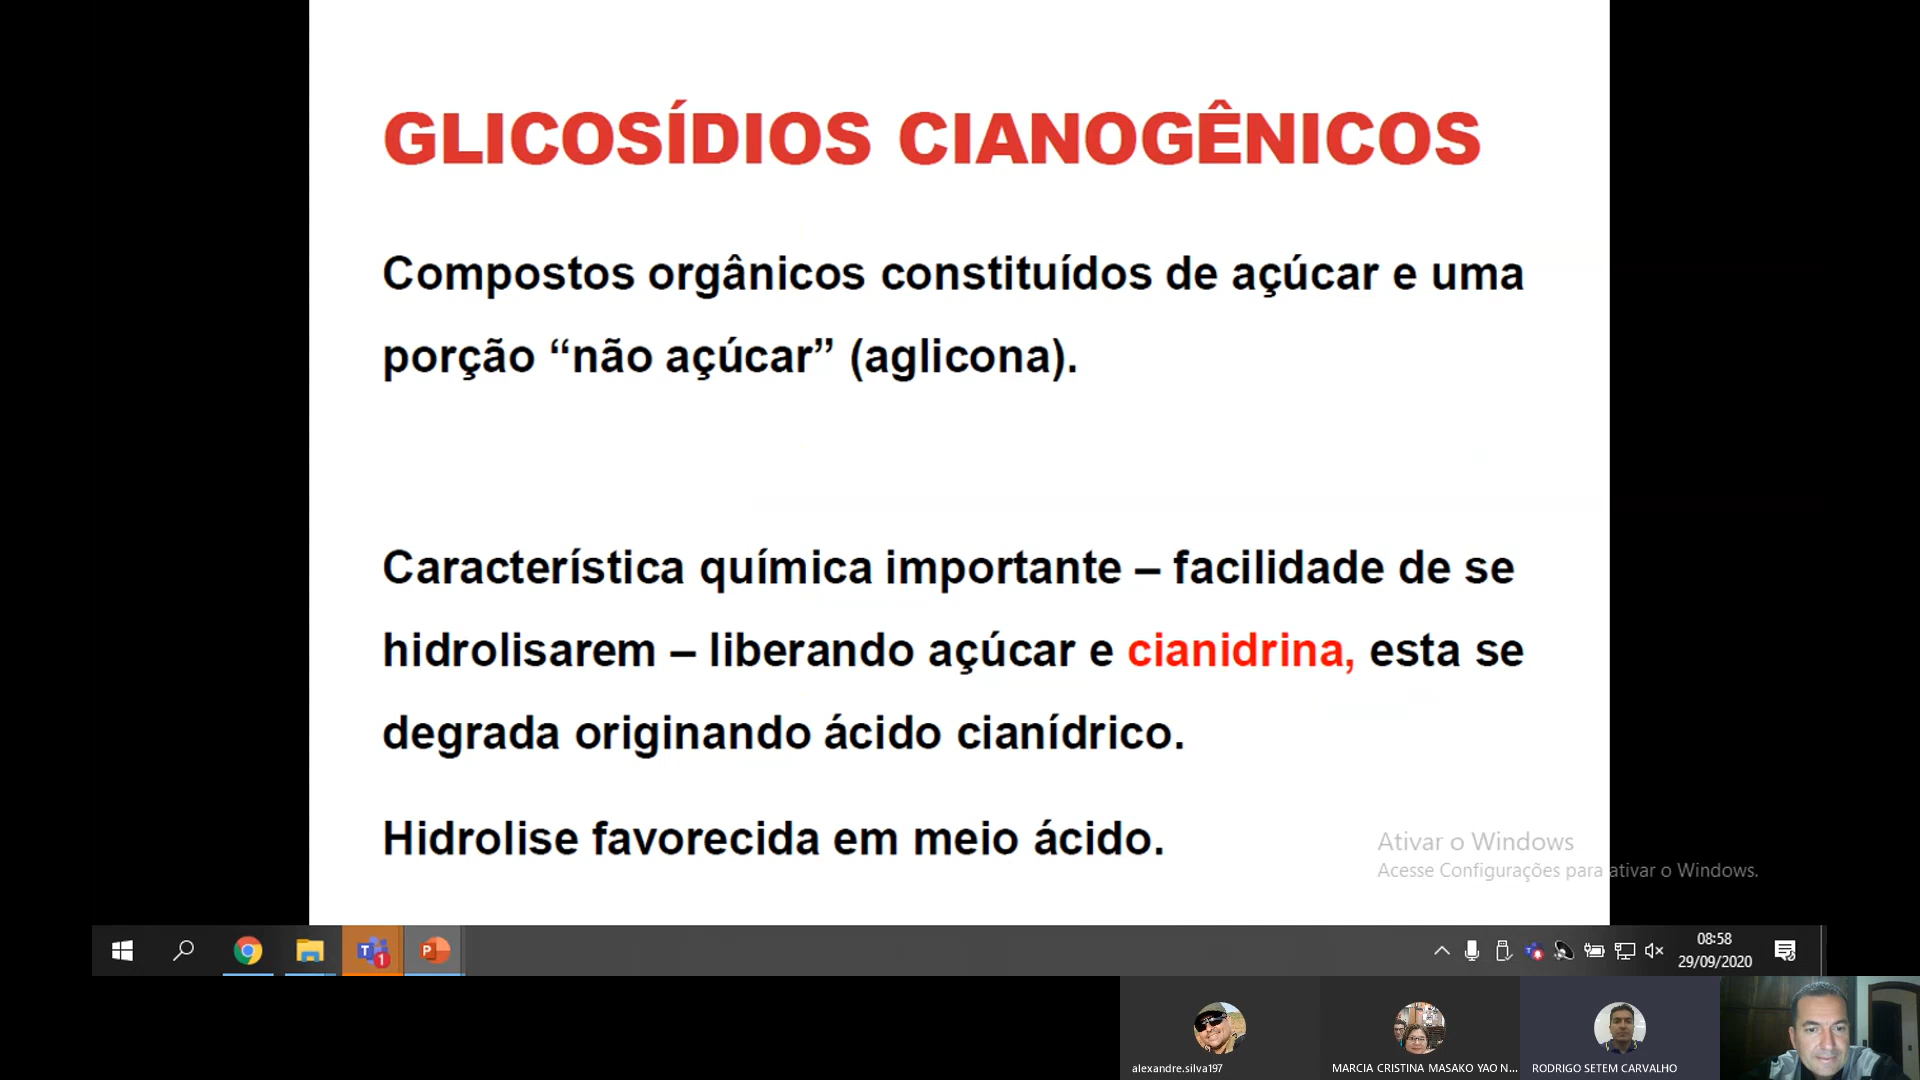 GLICOSÍDIOS CIANOGÊNICOS
Compostos orgânicos constituídos de açúcar e uma
porção “não açúcar” (aglicona).
Característica química importante – facilidade de se
hidrolisarem – liberando açúcar e cianidrina, esta se
degrada originando ácido cianídrico.
Hidrolise favorecida em meio ácido.
Ativar o Windows
Acesse Configurações para ativar o Windows.
08:58
29/09/2020
alexandre.silva197
MARCIA CRISTINA MASAKO YAO N...
RODRIGO SETEM CARVALHO